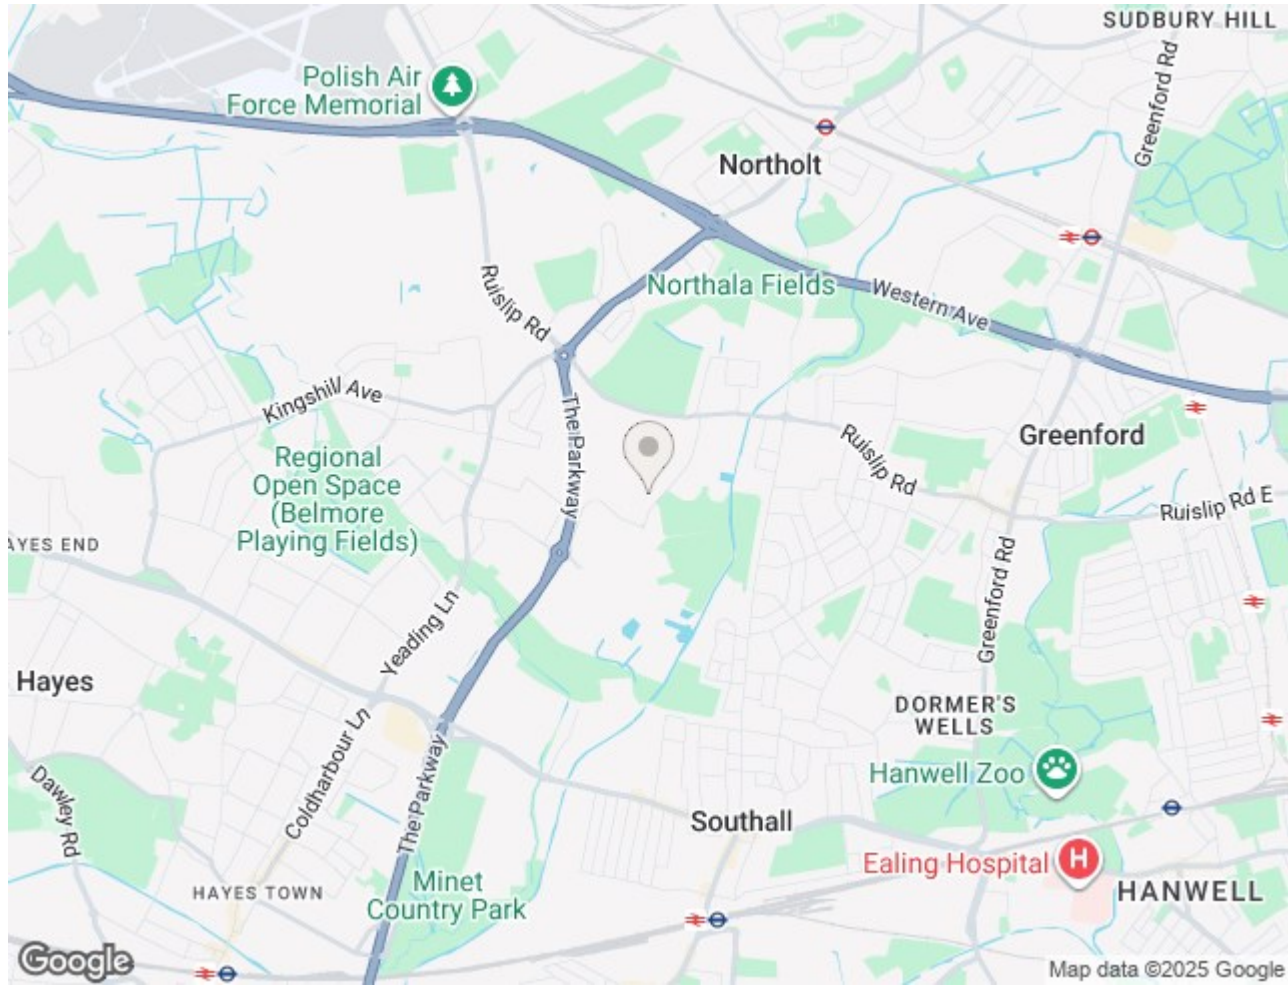 SUDBURY HILL
Polish Air
Force Memorial
Greenford Rd
Northolt
Ruislip Rd
Northala Fields
Western Ave
Kingshill Ave
The Parkway
Ruislip Rd
Greenford
Regional
Open Space
(Belmore
Playing Fields)
Ruislip Rd E
AYES END
Greenford Rd
Yeading Ln
Hayes
DORMER'S
WELLS
Coldharbour Ln
The Parkway
Hanwell Zoo
Dawley Rd
Southall
Ealing Hospital
H
HAYES TOWN
Minet
Country Park
HANWELL
Google
Map data ©2025 Google